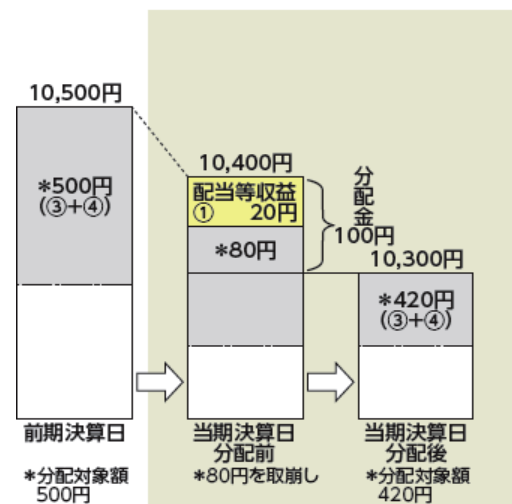 10,500円
*500円
(③+④)
10,400円
配当等収益
① 20円
*80円
分配金
100円
10,300円
*420円
(③+④)
前期決算日
*分配対象額
500円
当期決算日
分配前
*80円を取崩し
当期決算日
分配後
*分配対象額
420円